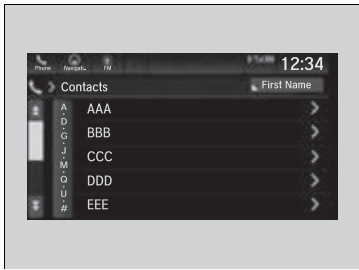 Phone Navigati.. FM
12:34
Contacts
First Name
A
D
G
J
M
Q
U
#
AAA
BBB
CCC
DDD
EEE